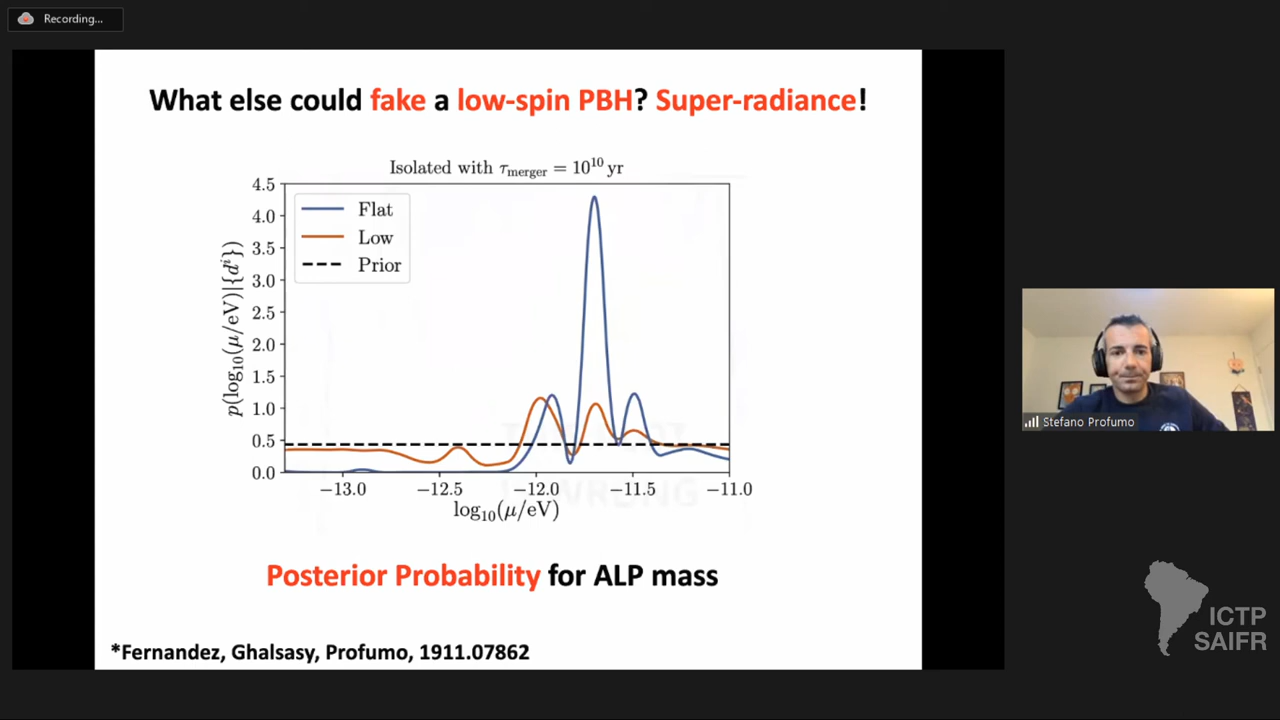 Recording...
What else could fake a low-spin PBH? Super-radiance!
Isolated with τ_merger = 10^10 yr
Flat
Low
Prior
p(log₁₀(μ/eV)|{dⁱ})
4.5
4.0
3.5
3.0
2.5
2.0
1.5
1.0
0.5
0.0
−13.0 −12.5 −12.0 −11.5 −11.0
log₁₀(μ/eV)
Posterior Probability for ALP mass
*Fernandez, Ghalsasy, Profumo, 1911.07862
Stefano Profumo
ICTP
ICTP
SAIFR